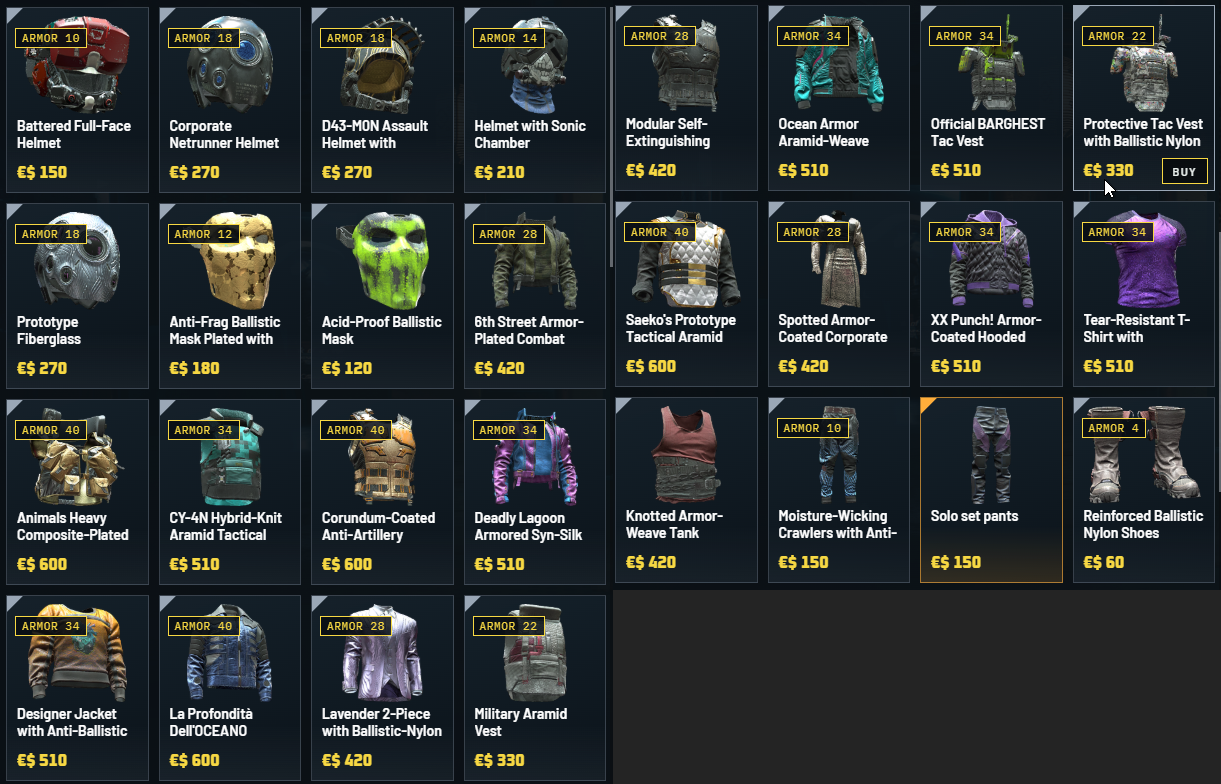 ARMOR 10
Battered Full-Face
Helmet
€$ 150
ARMOR 18
Corporate
Netrunner Helmet
€$ 270
ARMOR 18
D43-M0N Assault
Helmet with
€$ 270
ARMOR 14
Helmet with Sonic
Chamber
€$ 210
ARMOR 28
Modular Self-
Extinguishing
€$ 420
ARMOR 34
Ocean Armor
Aramid-Weave
€$ 510
ARMOR 34
Official BARGHEST
Tac Vest
€$ 510
ARMOR 22
Protective Tac Vest
with Ballistic Nylon
€$ 330
BUY
ARMOR 18
Prototype
Fiberglass
€$ 270
ARMOR 12
Anti-Frag Ballistic
Mask Plated with
€$ 180
Acid-Proof Ballistic
Mask
€$ 120
ARMOR 28
6th Street Armor-
Plated Combat
€$ 420
ARMOR 40
Saeko's Prototype
Tactical Aramid
€$ 600
ARMOR 28
Spotted Armor-
Coated Corporate
€$ 420
ARMOR 34
XX Punch! Armor-
Coated Hooded
€$ 510
ARMOR 34
Tear-Resistant T-
Shirt with
€$ 510
ARMOR 40
Animals Heavy
Composite-Plated
€$ 600
ARMOR 34
CY-4N Hybrid-Knit
Aramid Tactical
€$ 510
ARMOR 40
Corundum-Coated
Anti-Artillery
€$ 600
ARMOR 34
Deadly Lagoon
Armored Syn-Silk
€$ 510
Knotted Armor-
Weave Tank
€$ 420
ARMOR 10
Moisture-Wicking
Crawlers with Anti-
€$ 150
Solo set pants
€$ 150
ARMOR 4
Reinforced Ballistic
Nylon Shoes
€$ 60
ARMOR 34
Designer Jacket
with Anti-Ballistic
€$ 510
ARMOR 40
La Profondità
Dell'OCEANO
€$ 600
ARMOR 28
Lavender 2-Piece
with Ballistic-Nylon
€$ 420
ARMOR 22
Military Aramid
Vest
€$ 330